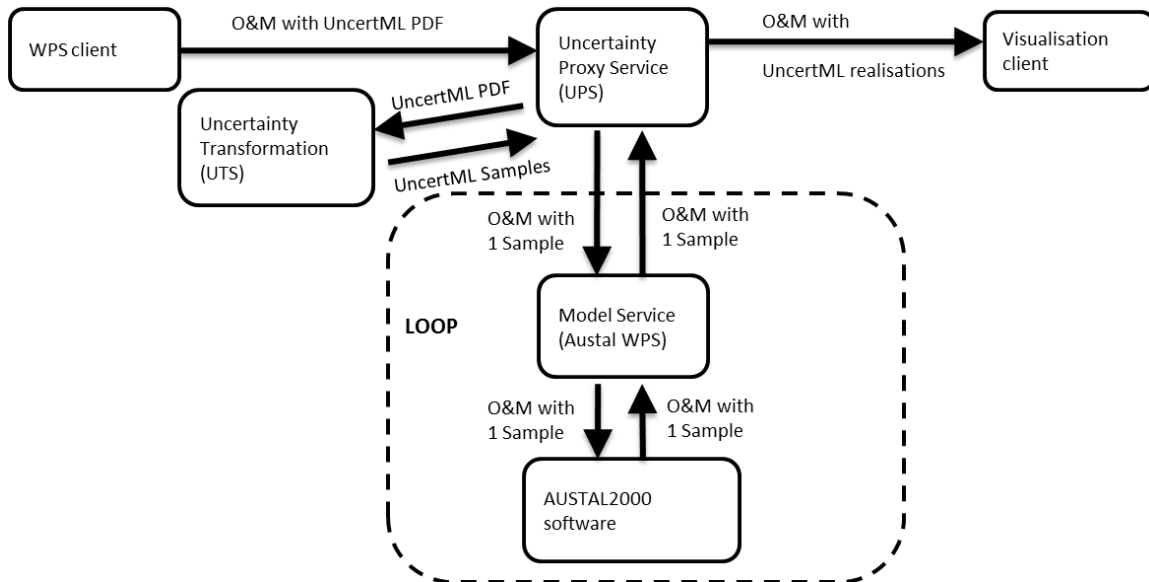 O&M with UncertML PDF
WPS client
Uncertainty
Proxy Service
(UPS)
O&M with
UncertML realisations
Visualisation
client
UncertML PDF
Uncertainty
Transformation
(UTS)
UncertML Samples
O&M with
1 Sample
O&M with
1 Sample
LOOP
Model Service
(Austal WPS)
O&M with
1 Sample
O&M with
1 Sample
AUSTAL2000
software